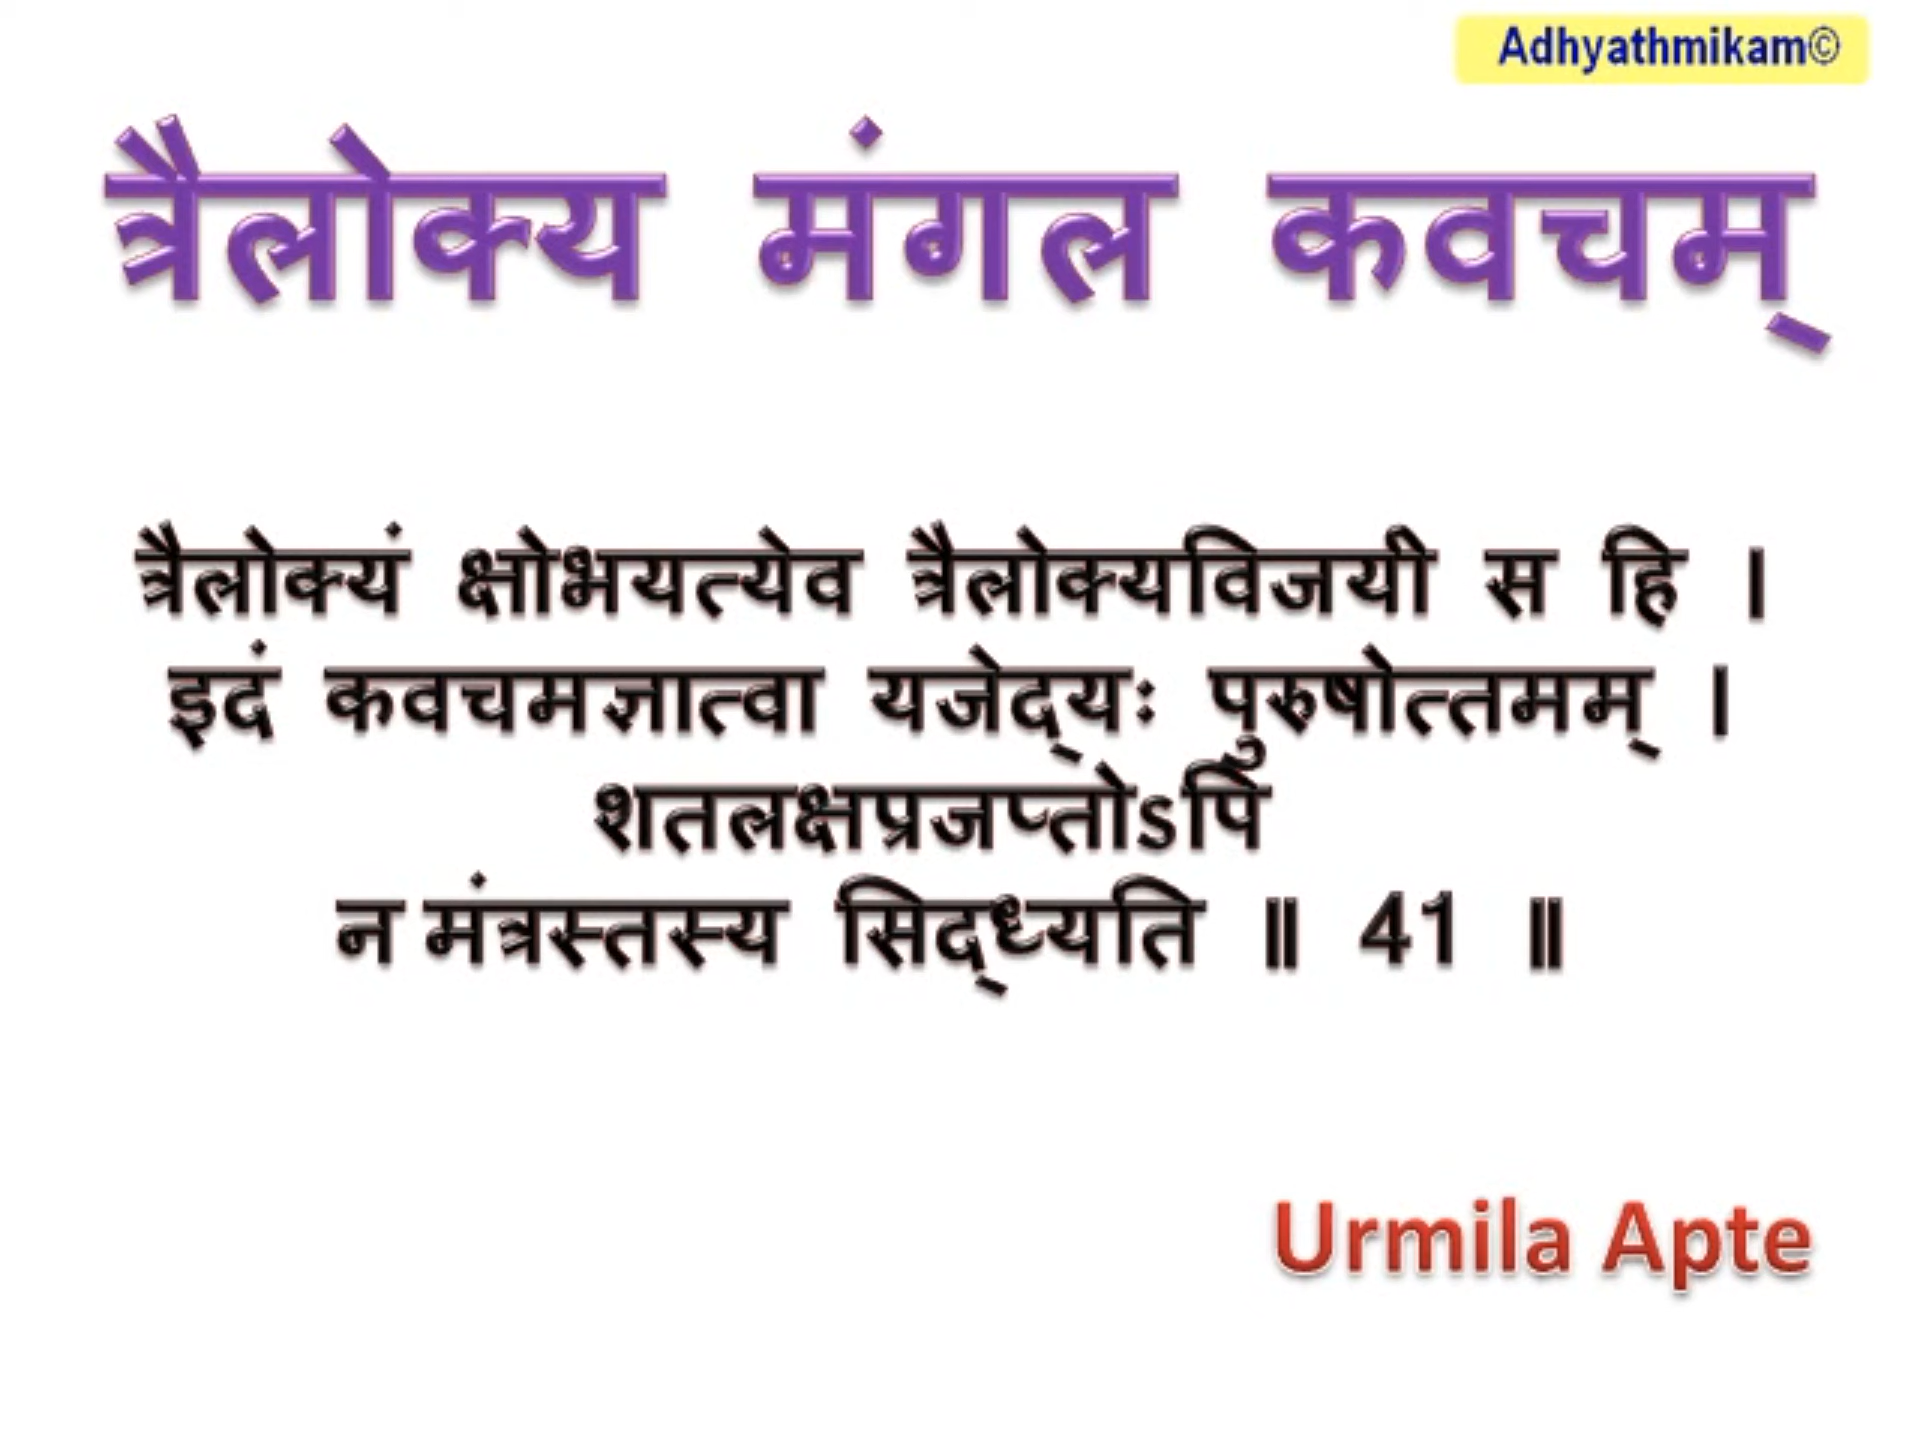 Adhyathmikam©
त्रैलोक्य मंगल कवचम्
त्रैलोक्यं क्षोभयत्येव त्रैलोक्यविजयी स हि ।
इदं कवचमज्ञात्वा यजेद्यः पुरुषोत्तमम् ।
शतलक्षप्रजप्तोऽपि
न मंत्रस्तस्य सिद्ध्यति ॥ 41 ॥
Urmila Apte